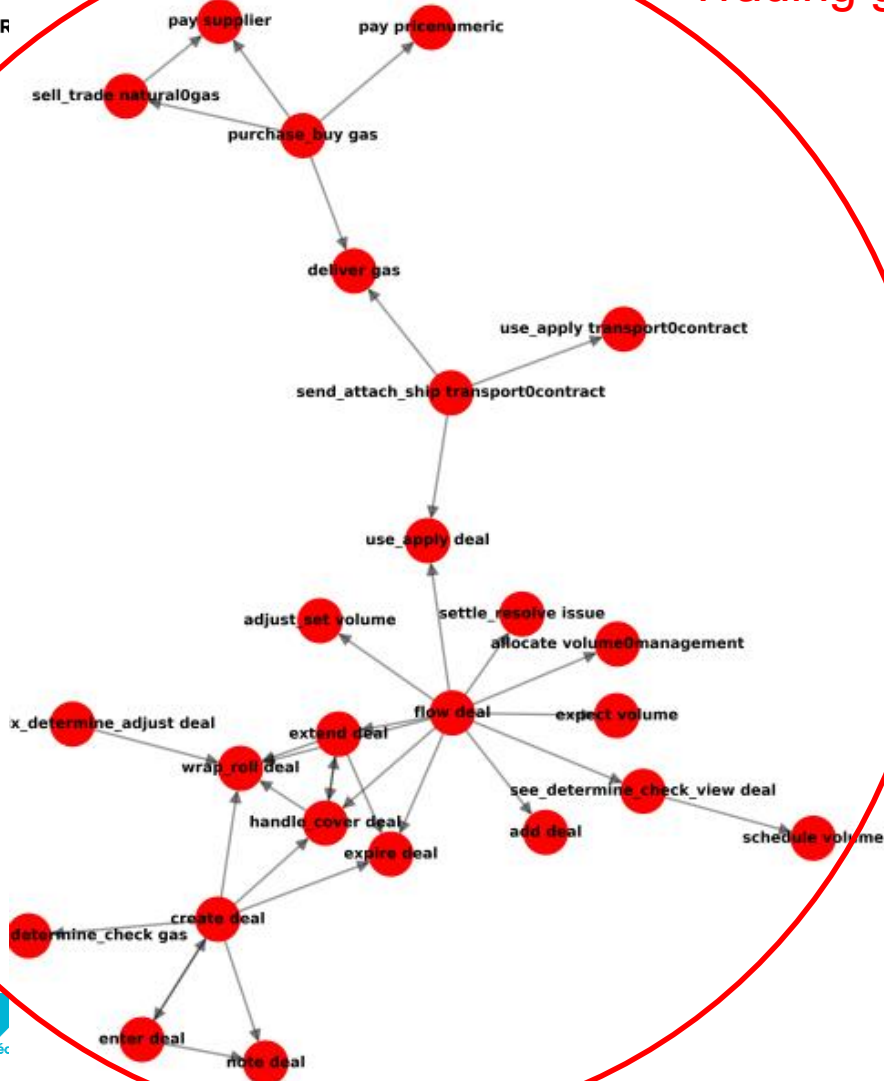 Trading g
R
pay supplier
pay pricenumeric
sell_trade natural0gas
purchase_buy gas
deliver gas
use_apply transport0contract
send_attach_ship transport0contract
use_apply deal
settle_resolve issue
adjust_set volume
allocate volume0management
flow deal
expect volume
x_determine_adjust deal
extend deal
wrap_roll deal
see_determine_check_view deal
handle_cover deal
add deal
schedule volume
expire deal
create deal
determine_check gas
enter deal
note deal
éc